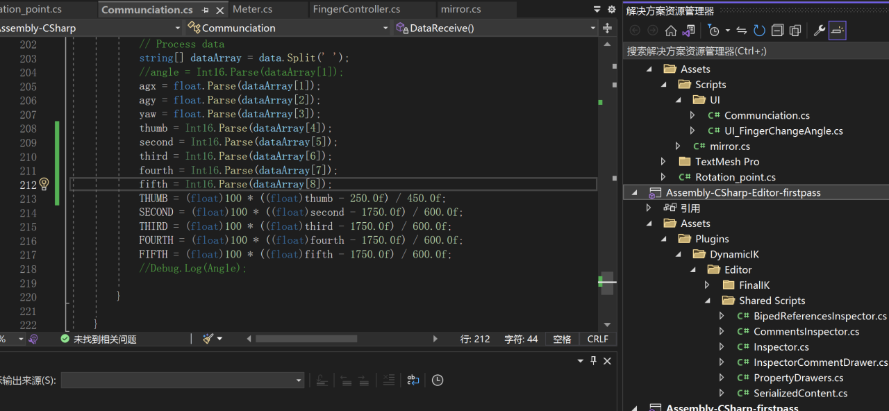 ation_point.cs
Communciation.cs
Meter.cs
FingerController.cs
mirror.cs
Assembly-CSharp
Communciation
DataReceive()
202 // Process data
203 string[] dataArray = data.Split(' ');
204 //angle = Int16.Parse(dataArray[1]);
205 agx = float.Parse(dataArray[1]);
206 agy = float.Parse(dataArray[2]);
207 yaw = float.Parse(dataArray[3]);
208 thumb = Int16.Parse(dataArray[4]);
209 second = Int16.Parse(dataArray[5]);
210 third = Int16.Parse(dataArray[6]);
211 fourth = Int16.Parse(dataArray[7]);
212 fifth = Int16.Parse(dataArray[8]);
213 THUMB = (float)100 * ((float)thumb - 250.0f) / 450.0f;
214 SECOND = (float)100 * ((float)second - 1750.0f) / 600.0f;
215 THIRD = (float)100 * ((float)third - 1750.0f) / 600.0f;
216 FOURTH = (float)100 * ((float)fourth - 1750.0f) / 600.0f;
217 FIFTH = (float)100 * ((float)fifth - 1750.0f) / 600.0f;
218 //Debug.Log(Angle);
219
220 }
221
222 }
%
未找到相关问题
行: 212
字符: 44
空格
CRLF
示输出来源(S):
解决方案资源管理器
搜索解决方案资源管理器(Ctrl+;)
Assets
Scripts
UI
C# Communciation.cs
C# UI_FingerChangeAngle.cs
C# mirror.cs
TextMesh Pro
C# Rotation_point.cs
Assembly-CSharp-Editor-firstpass
引用
Assets
Plugins
DynamicIK
Editor
FinalIK
Shared Scripts
C# BipedReferencesInspector.cs
C# CommentsInspector.cs
C# Inspector.cs
C# InspectorCommentDrawer.cs
C# PropertyDrawers.cs
C# SerializedContent.cs
Assembly-CSharp-firstpass